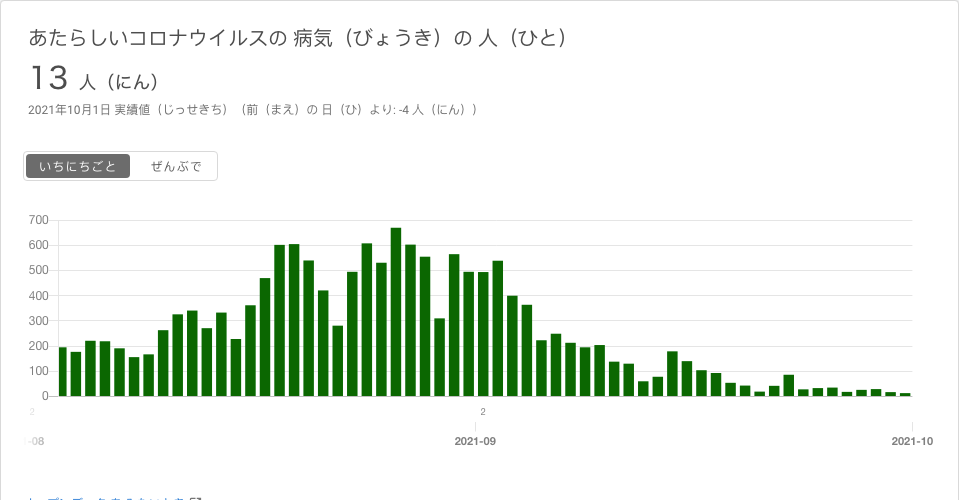 あたらしいコロナウイルスの 病気（びょうき）の 人（ひと）
13 人（にん）
2021年10月1日 実績値（じっせきち）（前（まえ）の 日（ひ）より: -4 人（にん））
いちにちごと ぜんぶで
700
600
500
400
300
200
100
0
2 2
-08 2021-09 2021-10